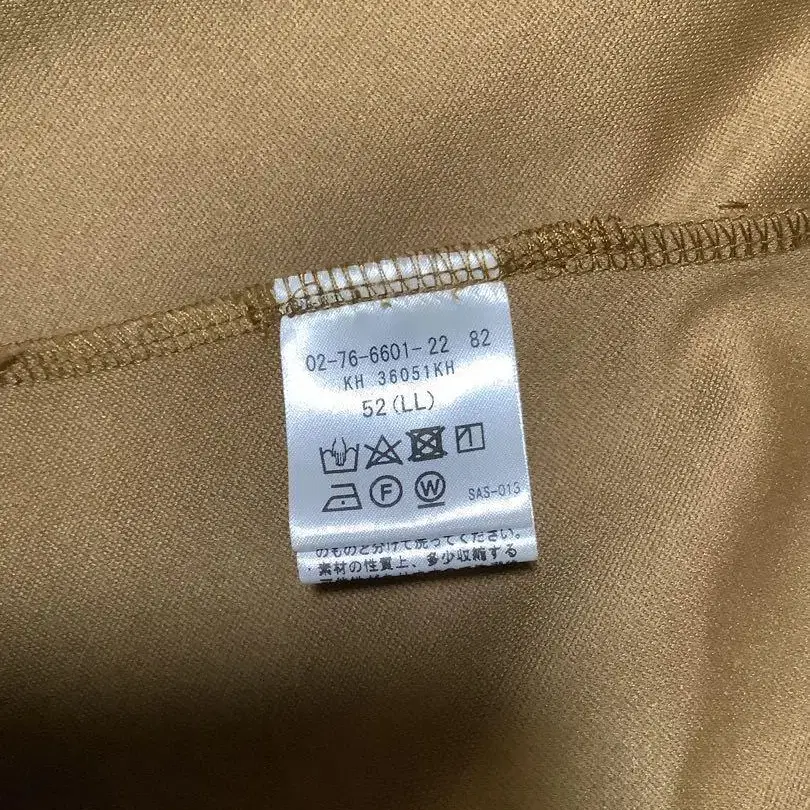 02-76-6601-22 82
KH 36051KH
52(LL)
F W SAS-013
のものと分けて洗ってください。
素材の性質上、多少収縮する